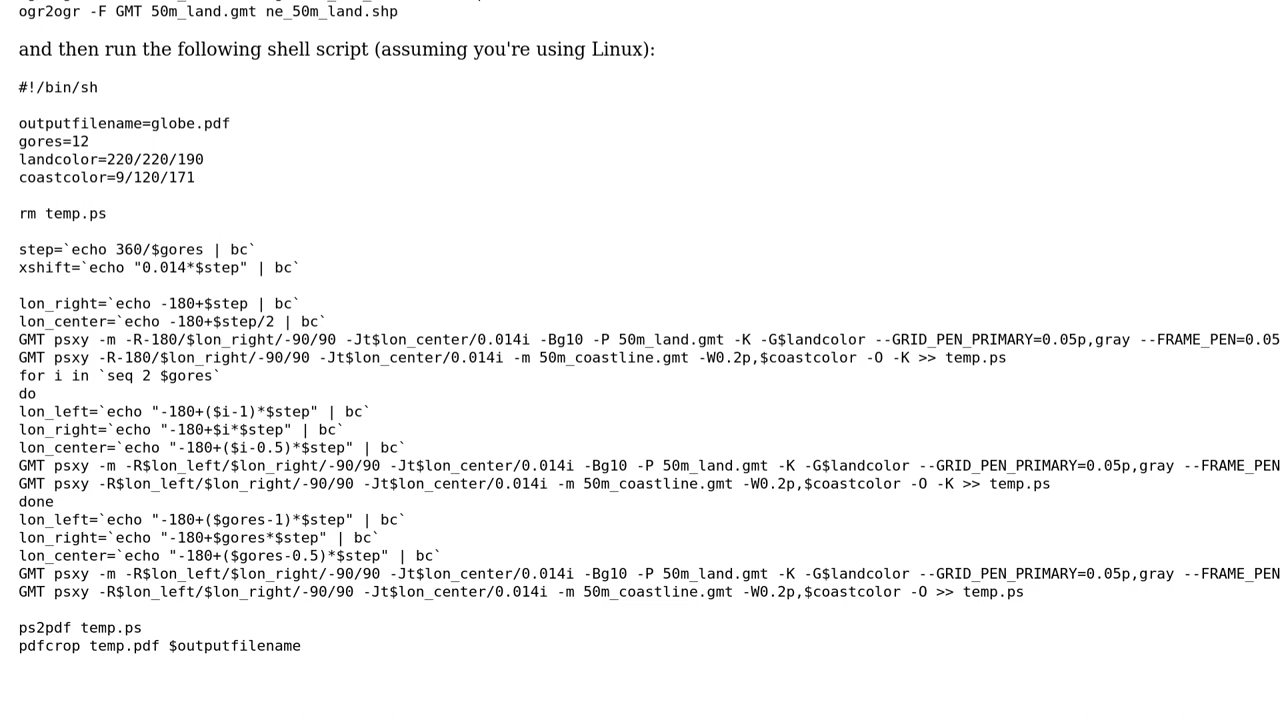 ogr2ogr -F GMT 50m_land.gmt ne_50m_land.shp
and then run the following shell script (assuming you're using Linux):
#!/bin/sh
outputfilename=globe.pdf
gores=12
landcolor=220/220/190
coastcolor=9/120/171
rm temp.ps
step=`echo 360/$gores | bc`
xshift=`echo "0.014*$step" | bc`
lon_right=`echo -180+$step | bc`
lon_center=`echo -180+$step/2 | bc`
GMT psxy -m -R-180/$lon_right/-90/90 -Jt$lon_center/0.014i -Bg10 -P 50m_land.gmt -K -G$landcolor --GRID_PEN_PRIMARY=0.05p,gray --FRAME_PEN=0.05
GMT psxy -R-180/$lon_right/-90/90 -Jt$lon_center/0.014i -m 50m_coastline.gmt -W0.2p,$coastcolor -O -K >> temp.ps
for i in `seq 2 $gores`
do
lon_left=`echo "-180+($i-1)*$step" | bc`
lon_right=`echo "-180+$i*$step" | bc`
lon_center=`echo "-180+($i-0.5)*$step" | bc`
GMT psxy -m -R$lon_left/$lon_right/-90/90 -Jt$lon_center/0.014i -Bg10 -P 50m_land.gmt -K -G$landcolor --GRID_PEN_PRIMARY=0.05p,gray --FRAME_PEN
GMT psxy -R$lon_left/$lon_right/-90/90 -Jt$lon_center/0.014i -m 50m_coastline.gmt -W0.2p,$coastcolor -O -K >> temp.ps
done
lon_left=`echo "-180+($gores-1)*$step" | bc`
lon_right=`echo "-180+$gores*$step" | bc`
lon_center=`echo "-180+($gores-0.5)*$step" | bc`
GMT psxy -m -R$lon_left/$lon_right/-90/90 -Jt$lon_center/0.014i -Bg10 -P 50m_land.gmt -K -G$landcolor --GRID_PEN_PRIMARY=0.05p,gray --FRAME_PEN
GMT psxy -R$lon_left/$lon_right/-90/90 -Jt$lon_center/0.014i -m 50m_coastline.gmt -W0.2p,$coastcolor -O >> temp.ps
ps2pdf temp.ps
pdfcrop temp.pdf $outputfilename